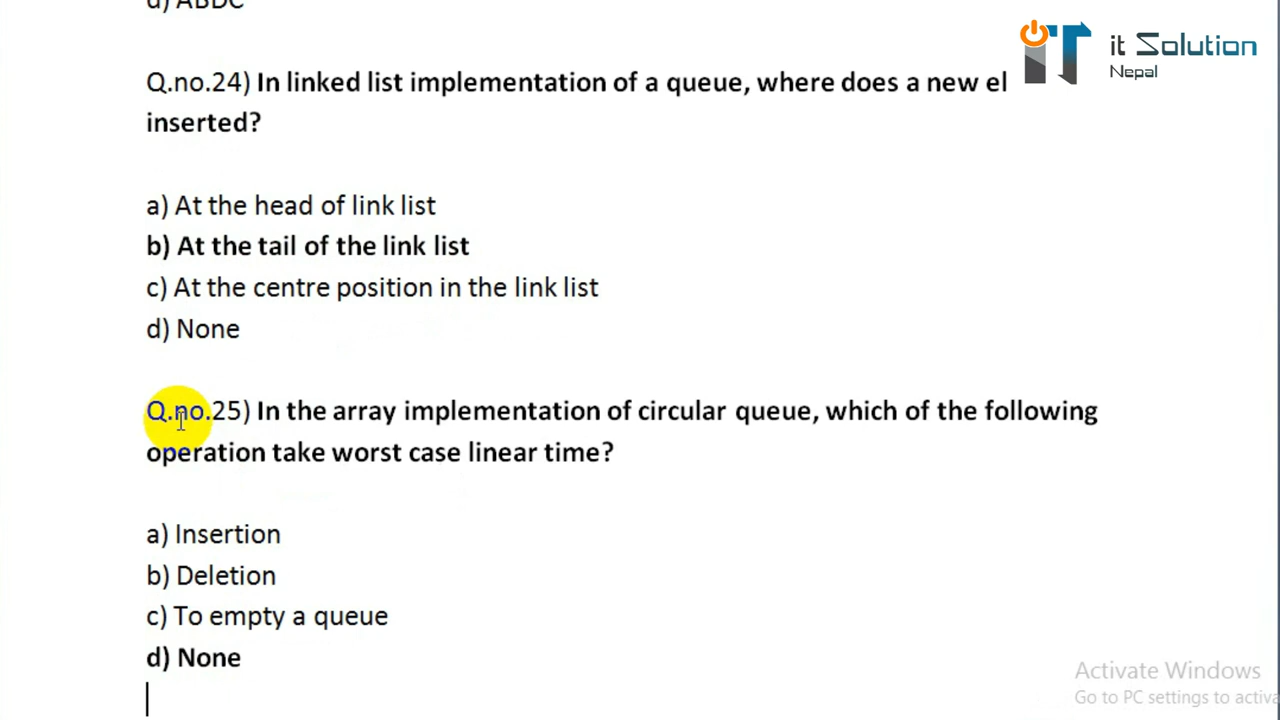 d) ABDC
it Solution
Nepal
Q.no.24) In linked list implementation of a queue, where does a new el
inserted?
a) At the head of link list
b) At the tail of the link list
c) At the centre position in the link list
d) None
Q.no.25) In the array implementation of circular queue, which of the following
operation take worst case linear time?
a) Insertion
b) Deletion
c) To empty a queue
d) None
Activate Windows
Go to PC settings to activa